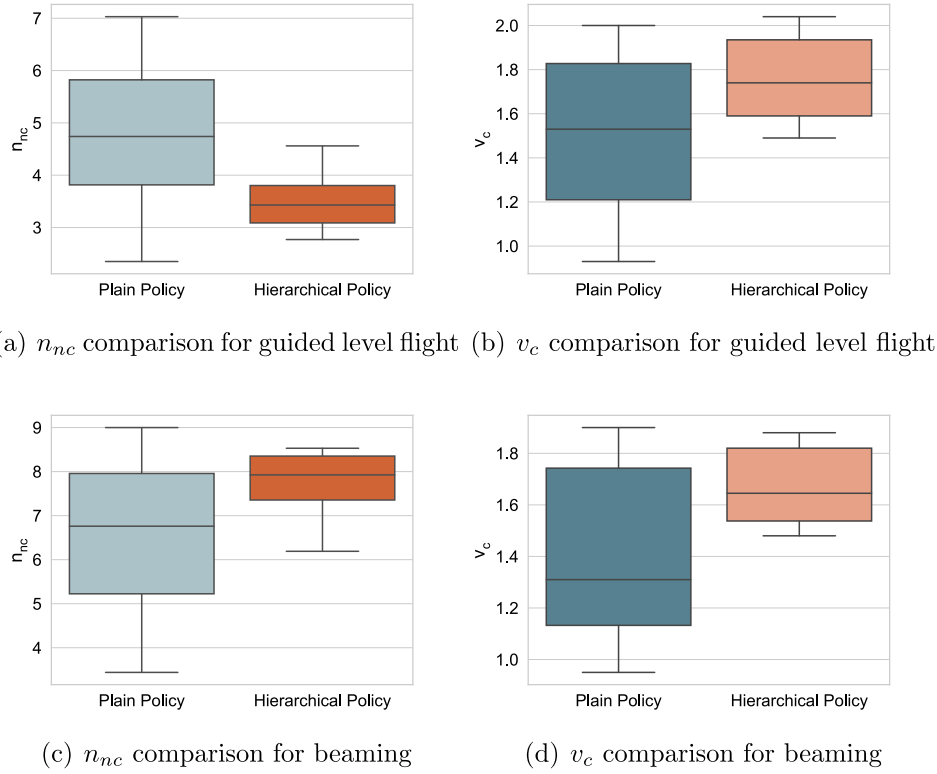 7
6
5
4
3
n_nc
Plain Policy Hierarchical Policy
2.0
1.8
1.6
1.4
1.2
1.0
v_c
Plain Policy Hierarchical Policy
a) n_nc comparison for guided level flight
(b) v_c comparison for guided level flight
9
8
7
6
5
4
n_nc
Plain Policy Hierarchical Policy
1.8
1.6
1.4
1.2
1.0
v_c
Plain Policy Hierarchical Policy
(c) n_nc comparison for beaming
(d) v_c comparison for beaming